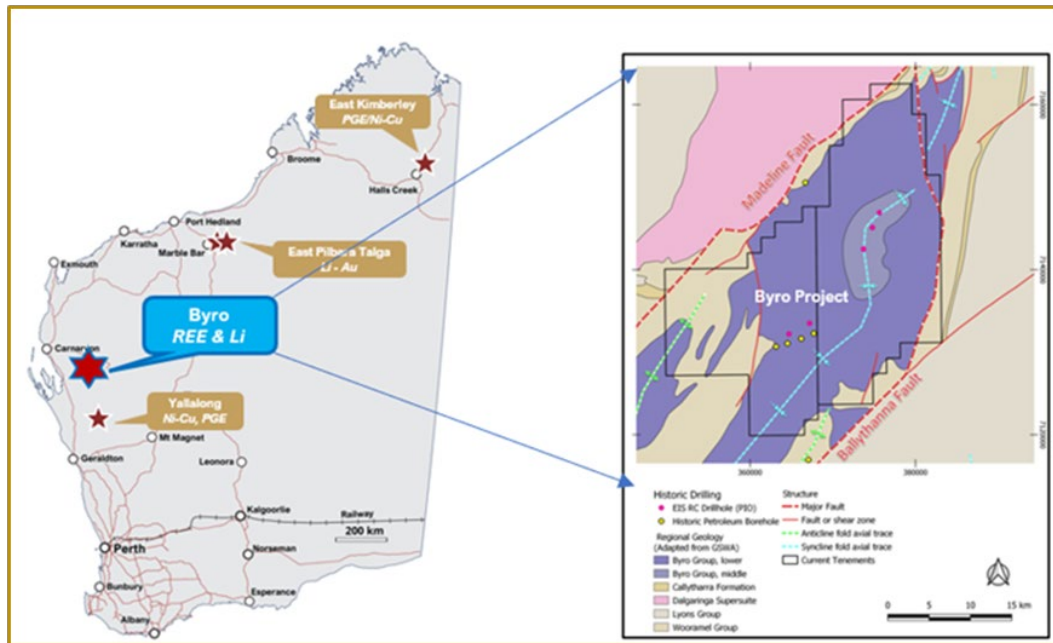 East Kimberley
PGE/Ni-Cu
Broome
Halls Creek
Port Hedland
Karratha
Marble Bar
Exmouth
East Pilbara Talga
Li - Au
Byro
REE & Li
Carnarvon
Yallalong
Ni-Cu, PGE
Mt Magnet
Geraldton
Leonora
Kalgoorlie
Railway
200 km
Perth
Norseman
Bunbury
Esperance
Albany
Madeline Fault
Byro Project
Ballythanna Fault
7160000
7140000
7120000
360000
380000
Historic Drilling
EIS RC Drillhole (PIO)
Historic Petroleum Borehole
Regional Geology
(Adapted from GSWA)
Byro Group, lower
Byro Group, middle
Callytharra Formation
Dalgaringa Supersuite
Lyons Group
Wooramel Group
Structure
Major Fault
Fault or shear zone
Anticline fold axial trace
Syncline fold axial trace
Current Tenements
0 5 10 15 km